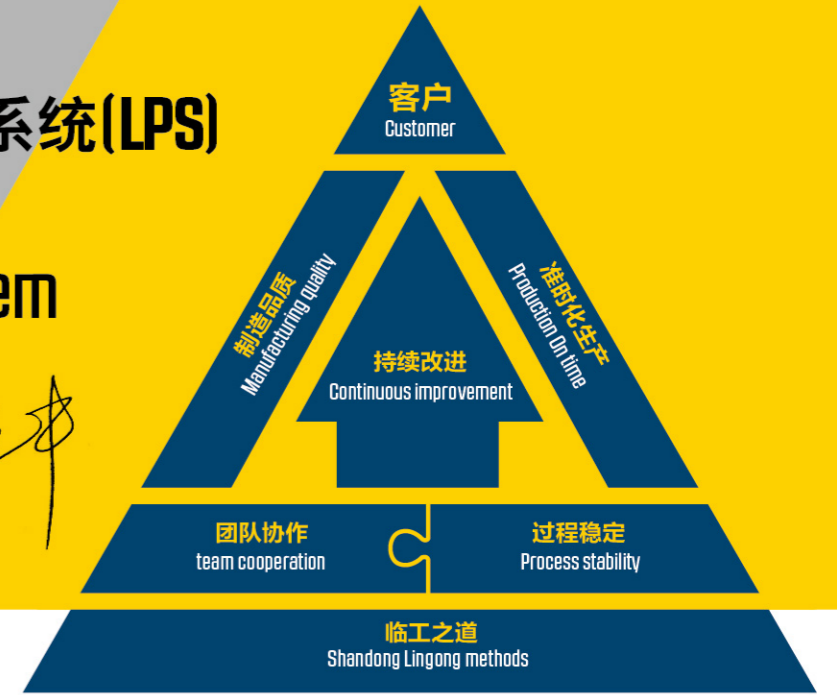 系统(LPS)
em
客户
Customer
制造品质
Manufacturing quality
准时化生产
Production On time
持续改进
Continuous improvement
团队协作
team cooperation
过程稳定
Process stability
临工之道
Shandong Lingong methods